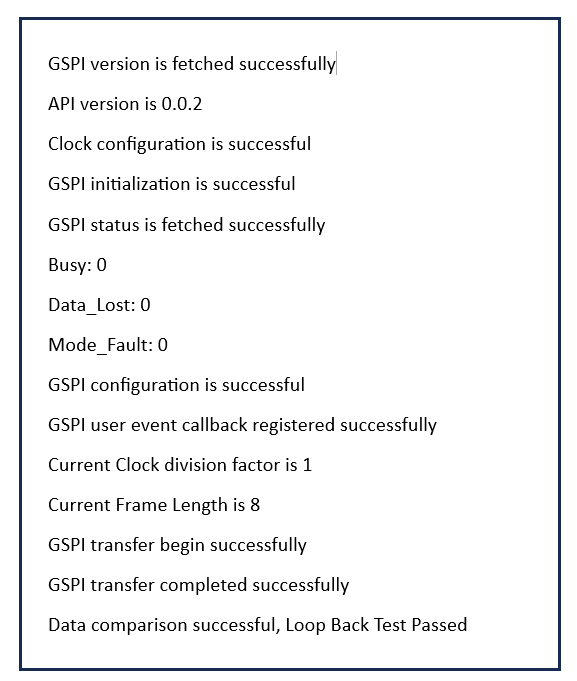 GSPI version is fetched successfully
API version is 0.0.2
Clock configuration is successful
GSPI initialization is successful
GSPI status is fetched successfully
Busy: 0
Data_Lost: 0
Mode_Fault: 0
GSPI configuration is successful
GSPI user event callback registered successfully
Current Clock division factor is 1
Current Frame Length is 8
GSPI transfer begin successfully
GSPI transfer completed successfully
Data comparison successful, Loop Back Test Passed